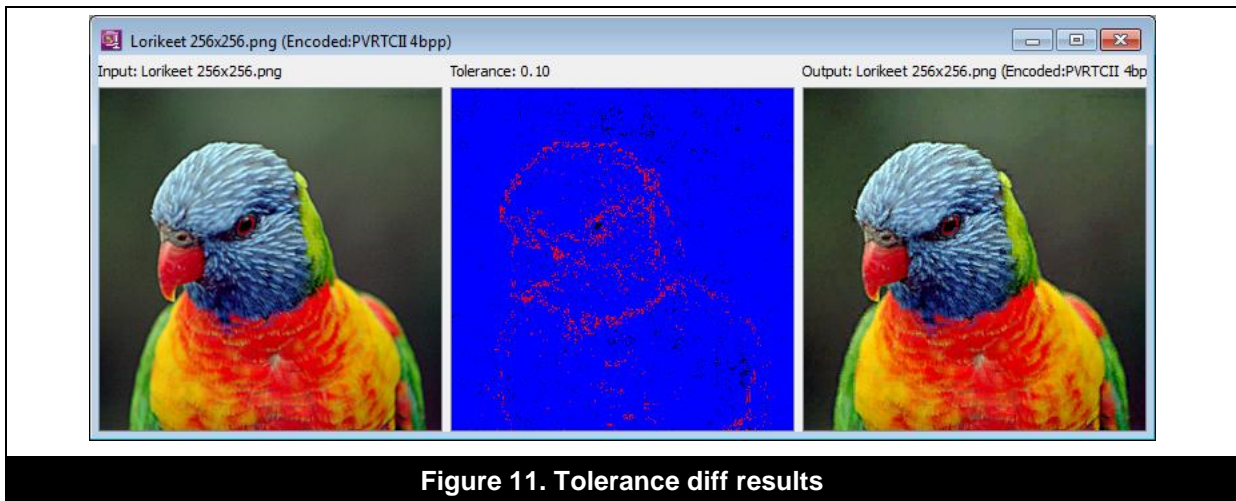 Lorikeet 256x256.png (Encoded:PVRTCII 4bpp)
Input: Lorikeet 256x256.png
Tolerance: 0.10
Output: Lorikeet 256x256.png (Encoded:PVRTCII 4bp
Figure 11. Tolerance diff results